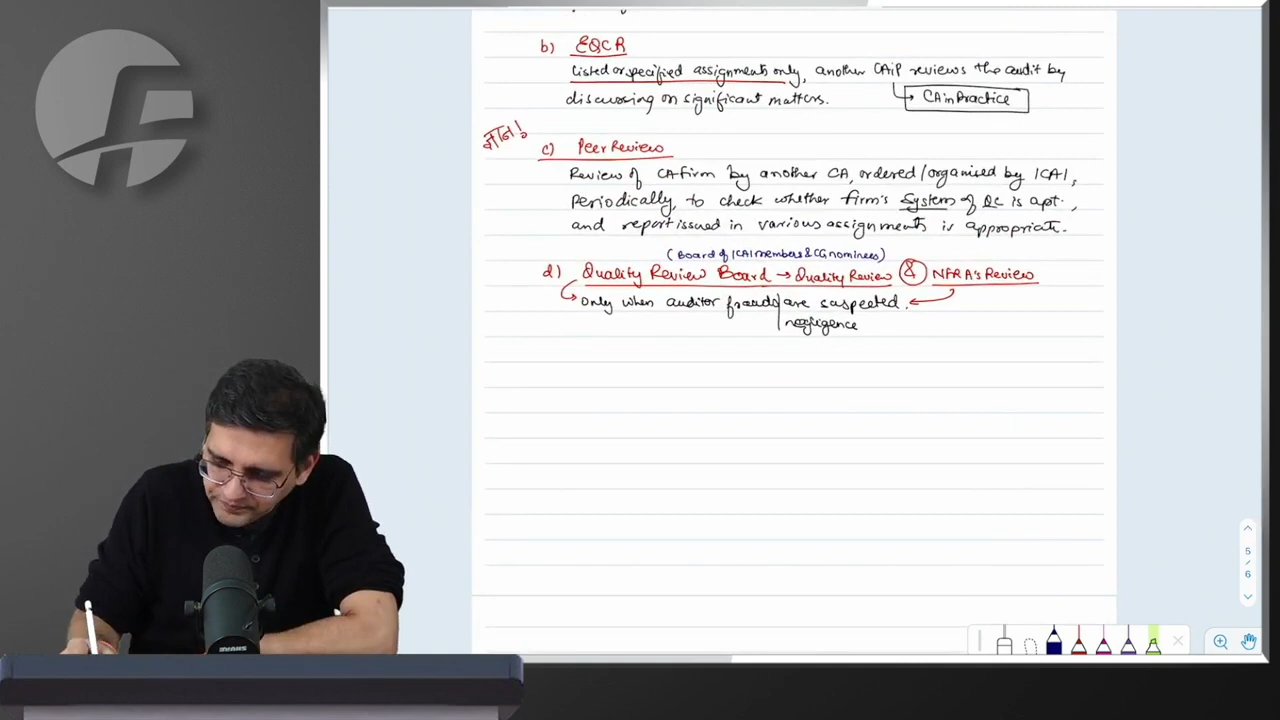 b) EQCR
Listed or specified assignments only, another CAiP reviews the audit by
discussing on significant matters.
CA in Practice
c) Peer Review
Review of CA firm by another CA, ordered/organised by ICAI,
Periodically, to check whether firm's System of QC is apt.,
and report issued in various assignments is appropriate.
(Board of ICAI members & CG nominees)
d) Quality Review Board → Quality Review & NFRA's Review
Only when auditor frauds/ are suspected.
negligence
5
/
6
SHURE